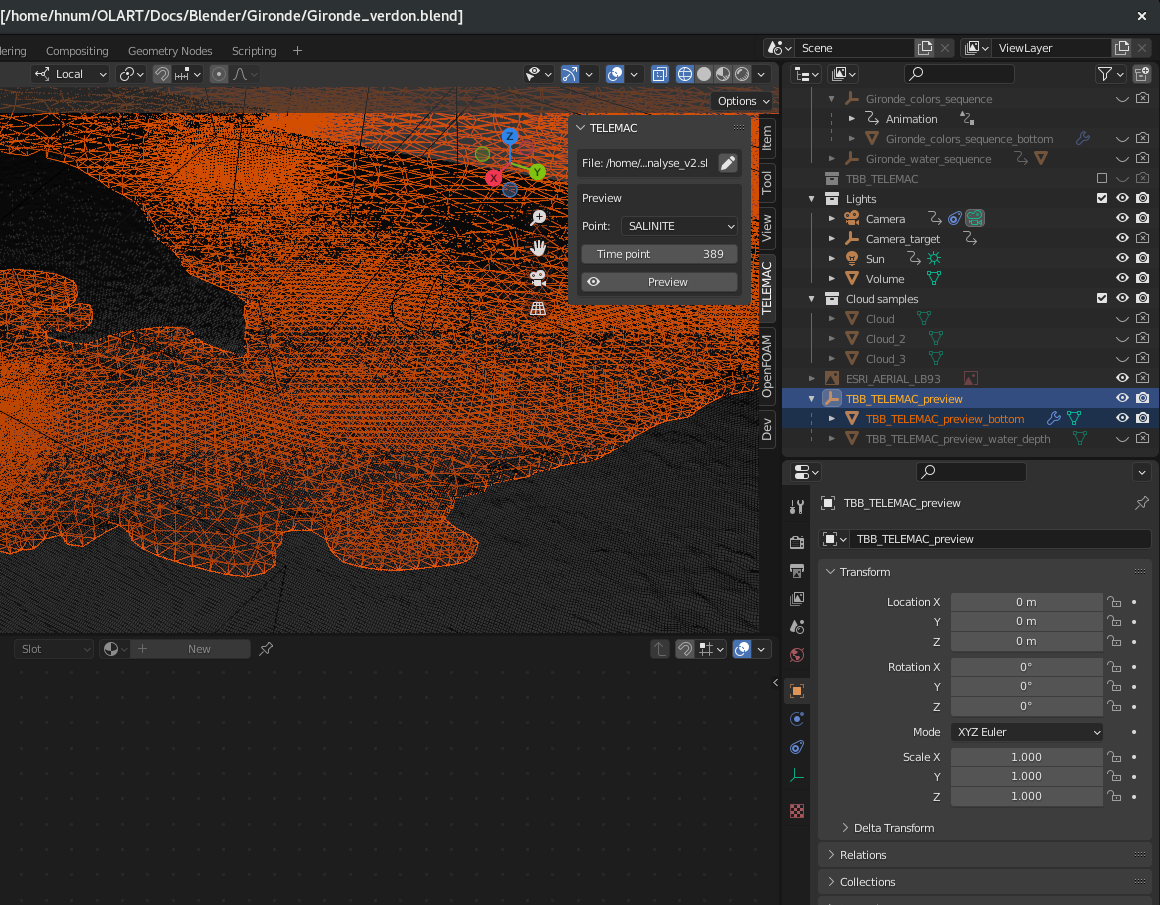 [/home/hnum/OLART/Docs/Blender/Gironde/Gironde_verdon.blend]
dering Compositing Geometry Nodes Scripting +
Scene
ViewLayer
Local
Options
TELEMAC
File: /home/...nalyse_v2.sl
Preview
Point: SALINITE
Time point 389
Preview
Item
Tool
View
TELEMAC
OpenFOAM
Dev
Z
Y
X
Gironde_colors_sequence
Animation
Gironde_colors_sequence_bottom
Gironde_water_sequence
TBB_TELEMAC
Lights
Camera
Camera_target
Sun
Volume
Cloud samples
Cloud
Cloud_2
Cloud_3
ESRI_AERIAL_LB93
TBB_TELEMAC_preview
TBB_TELEMAC_preview_bottom
TBB_TELEMAC_preview_water_depth
Slot
New
TBB_TELEMAC_preview
TBB_TELEMAC_preview
Transform
Location X 0 m
Y 0 m
Z 0 m
Rotation X 0°
Y 0°
Z 0°
Mode XYZ Euler
Scale X 1.000
Y 1.000
Z 1.000
Delta Transform
Relations
Collections